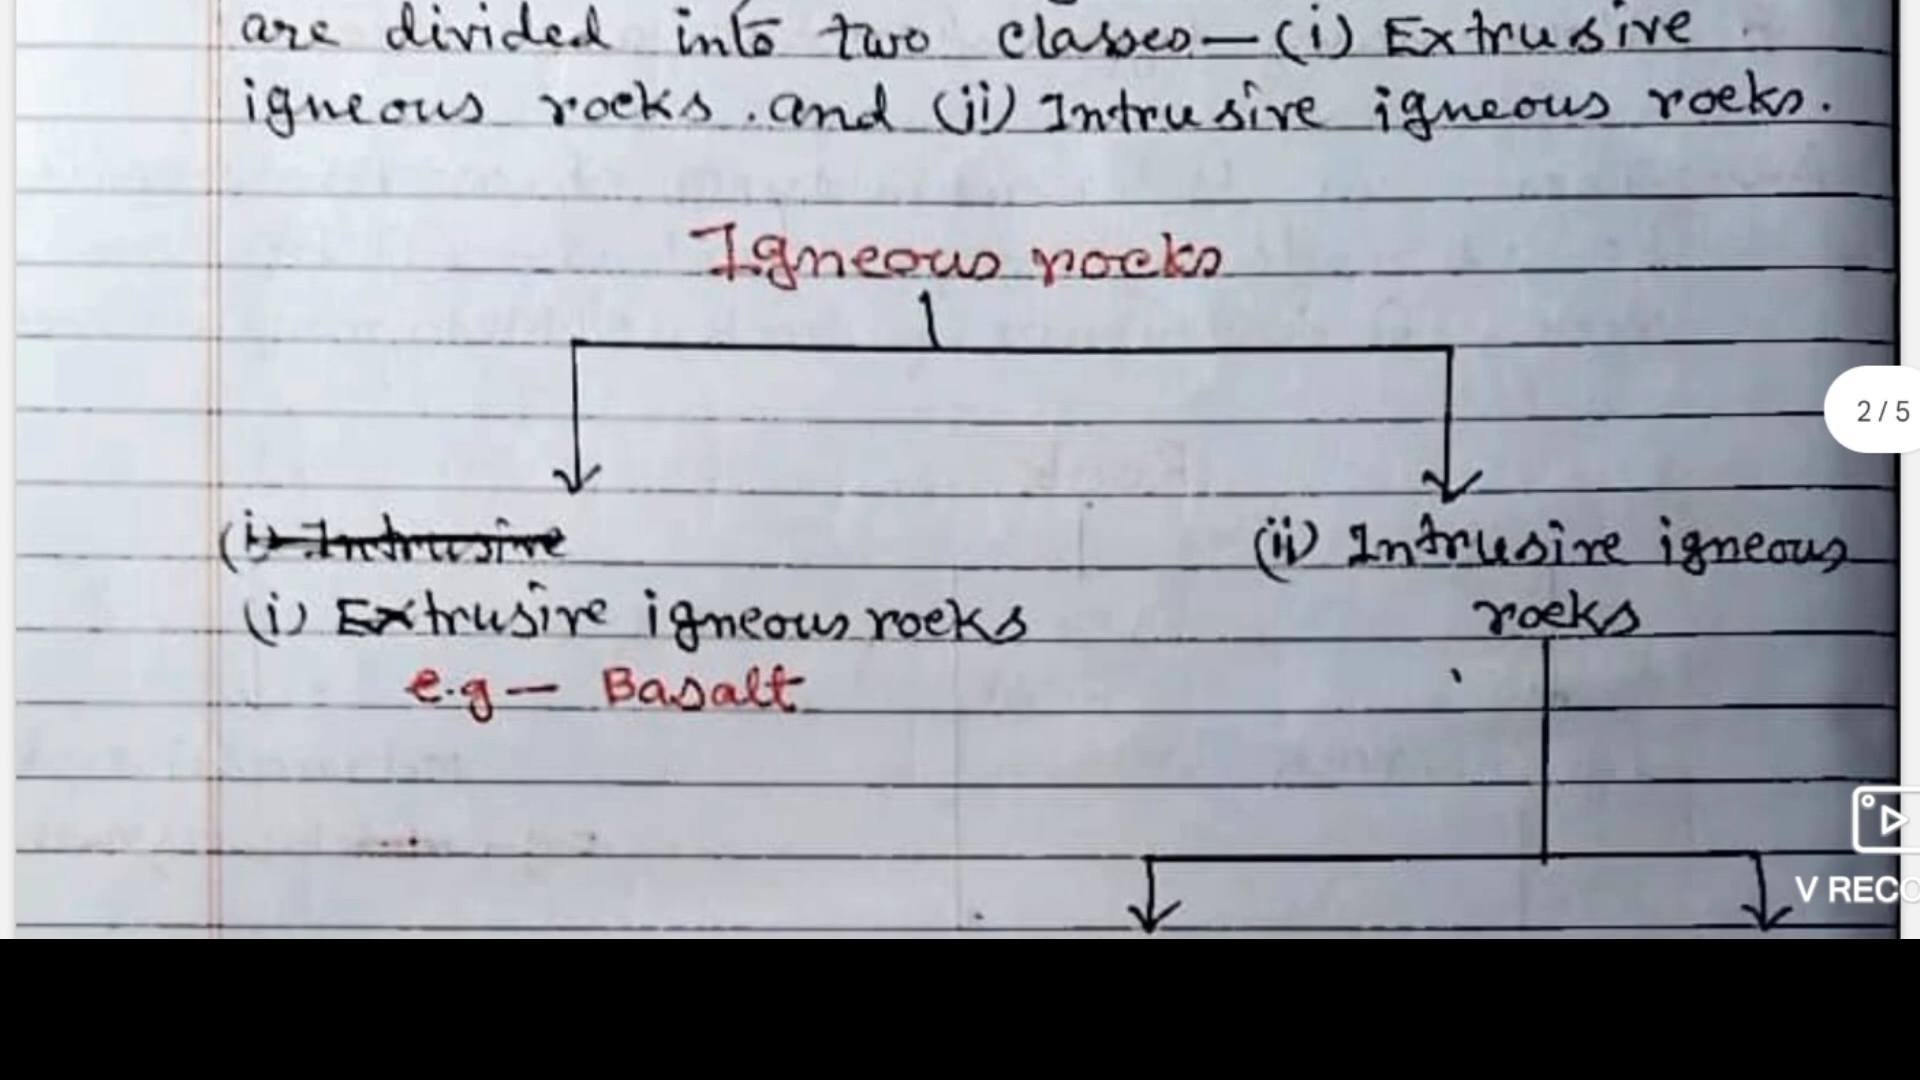 are divided into two classes—(i) Extrusive
igneous rocks. and (ii) Intrusive igneous rocks.
Igneous rocks
2/5
(i) Intrusive
(ii) Intrusive igneous
(i) Extrusive igneous rocks
rocks
e.g — Basalt
V RECO